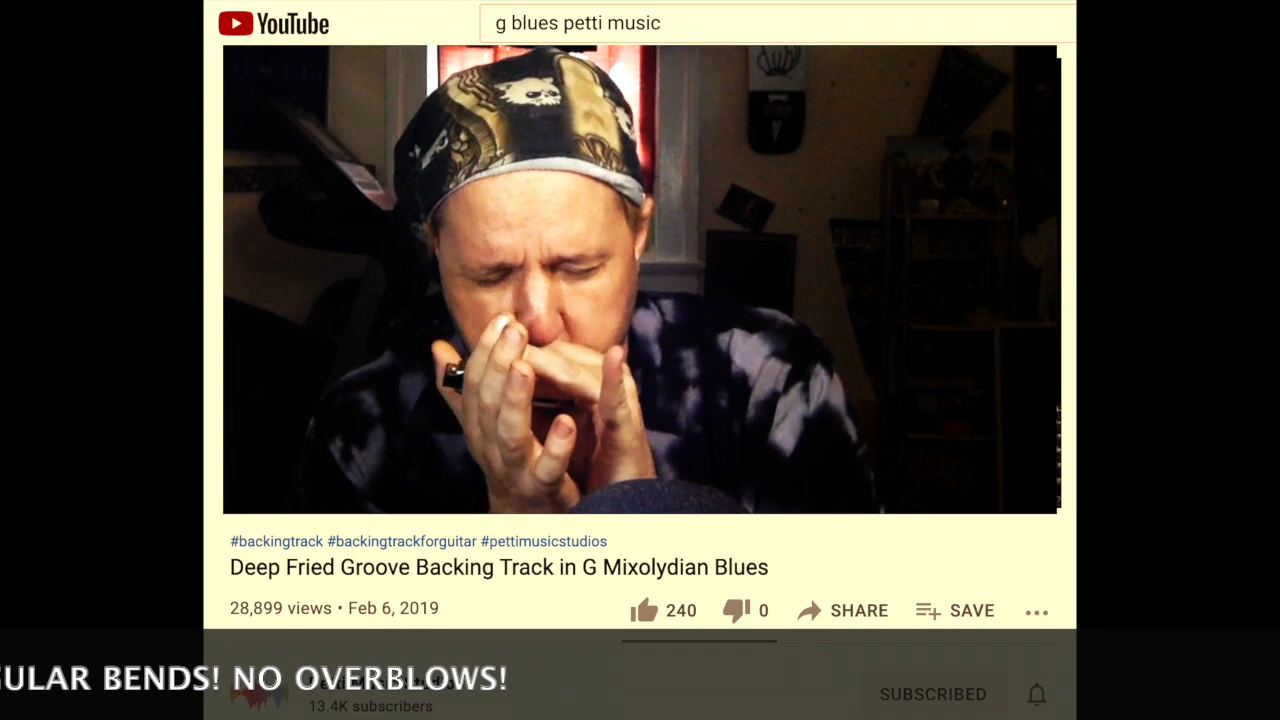 YouTube
g blues petti music
#backingtrack #backingtrackforguitar #pettimusicstudios
Deep Fried Groove Backing Track in G Mixolydian Blues
28,899 views • Feb 6, 2019
240
0
SHARE
SAVE
GULAR BENDS! NO OVERBLOWS!
13.4K subscribers
SUBSCRIBED